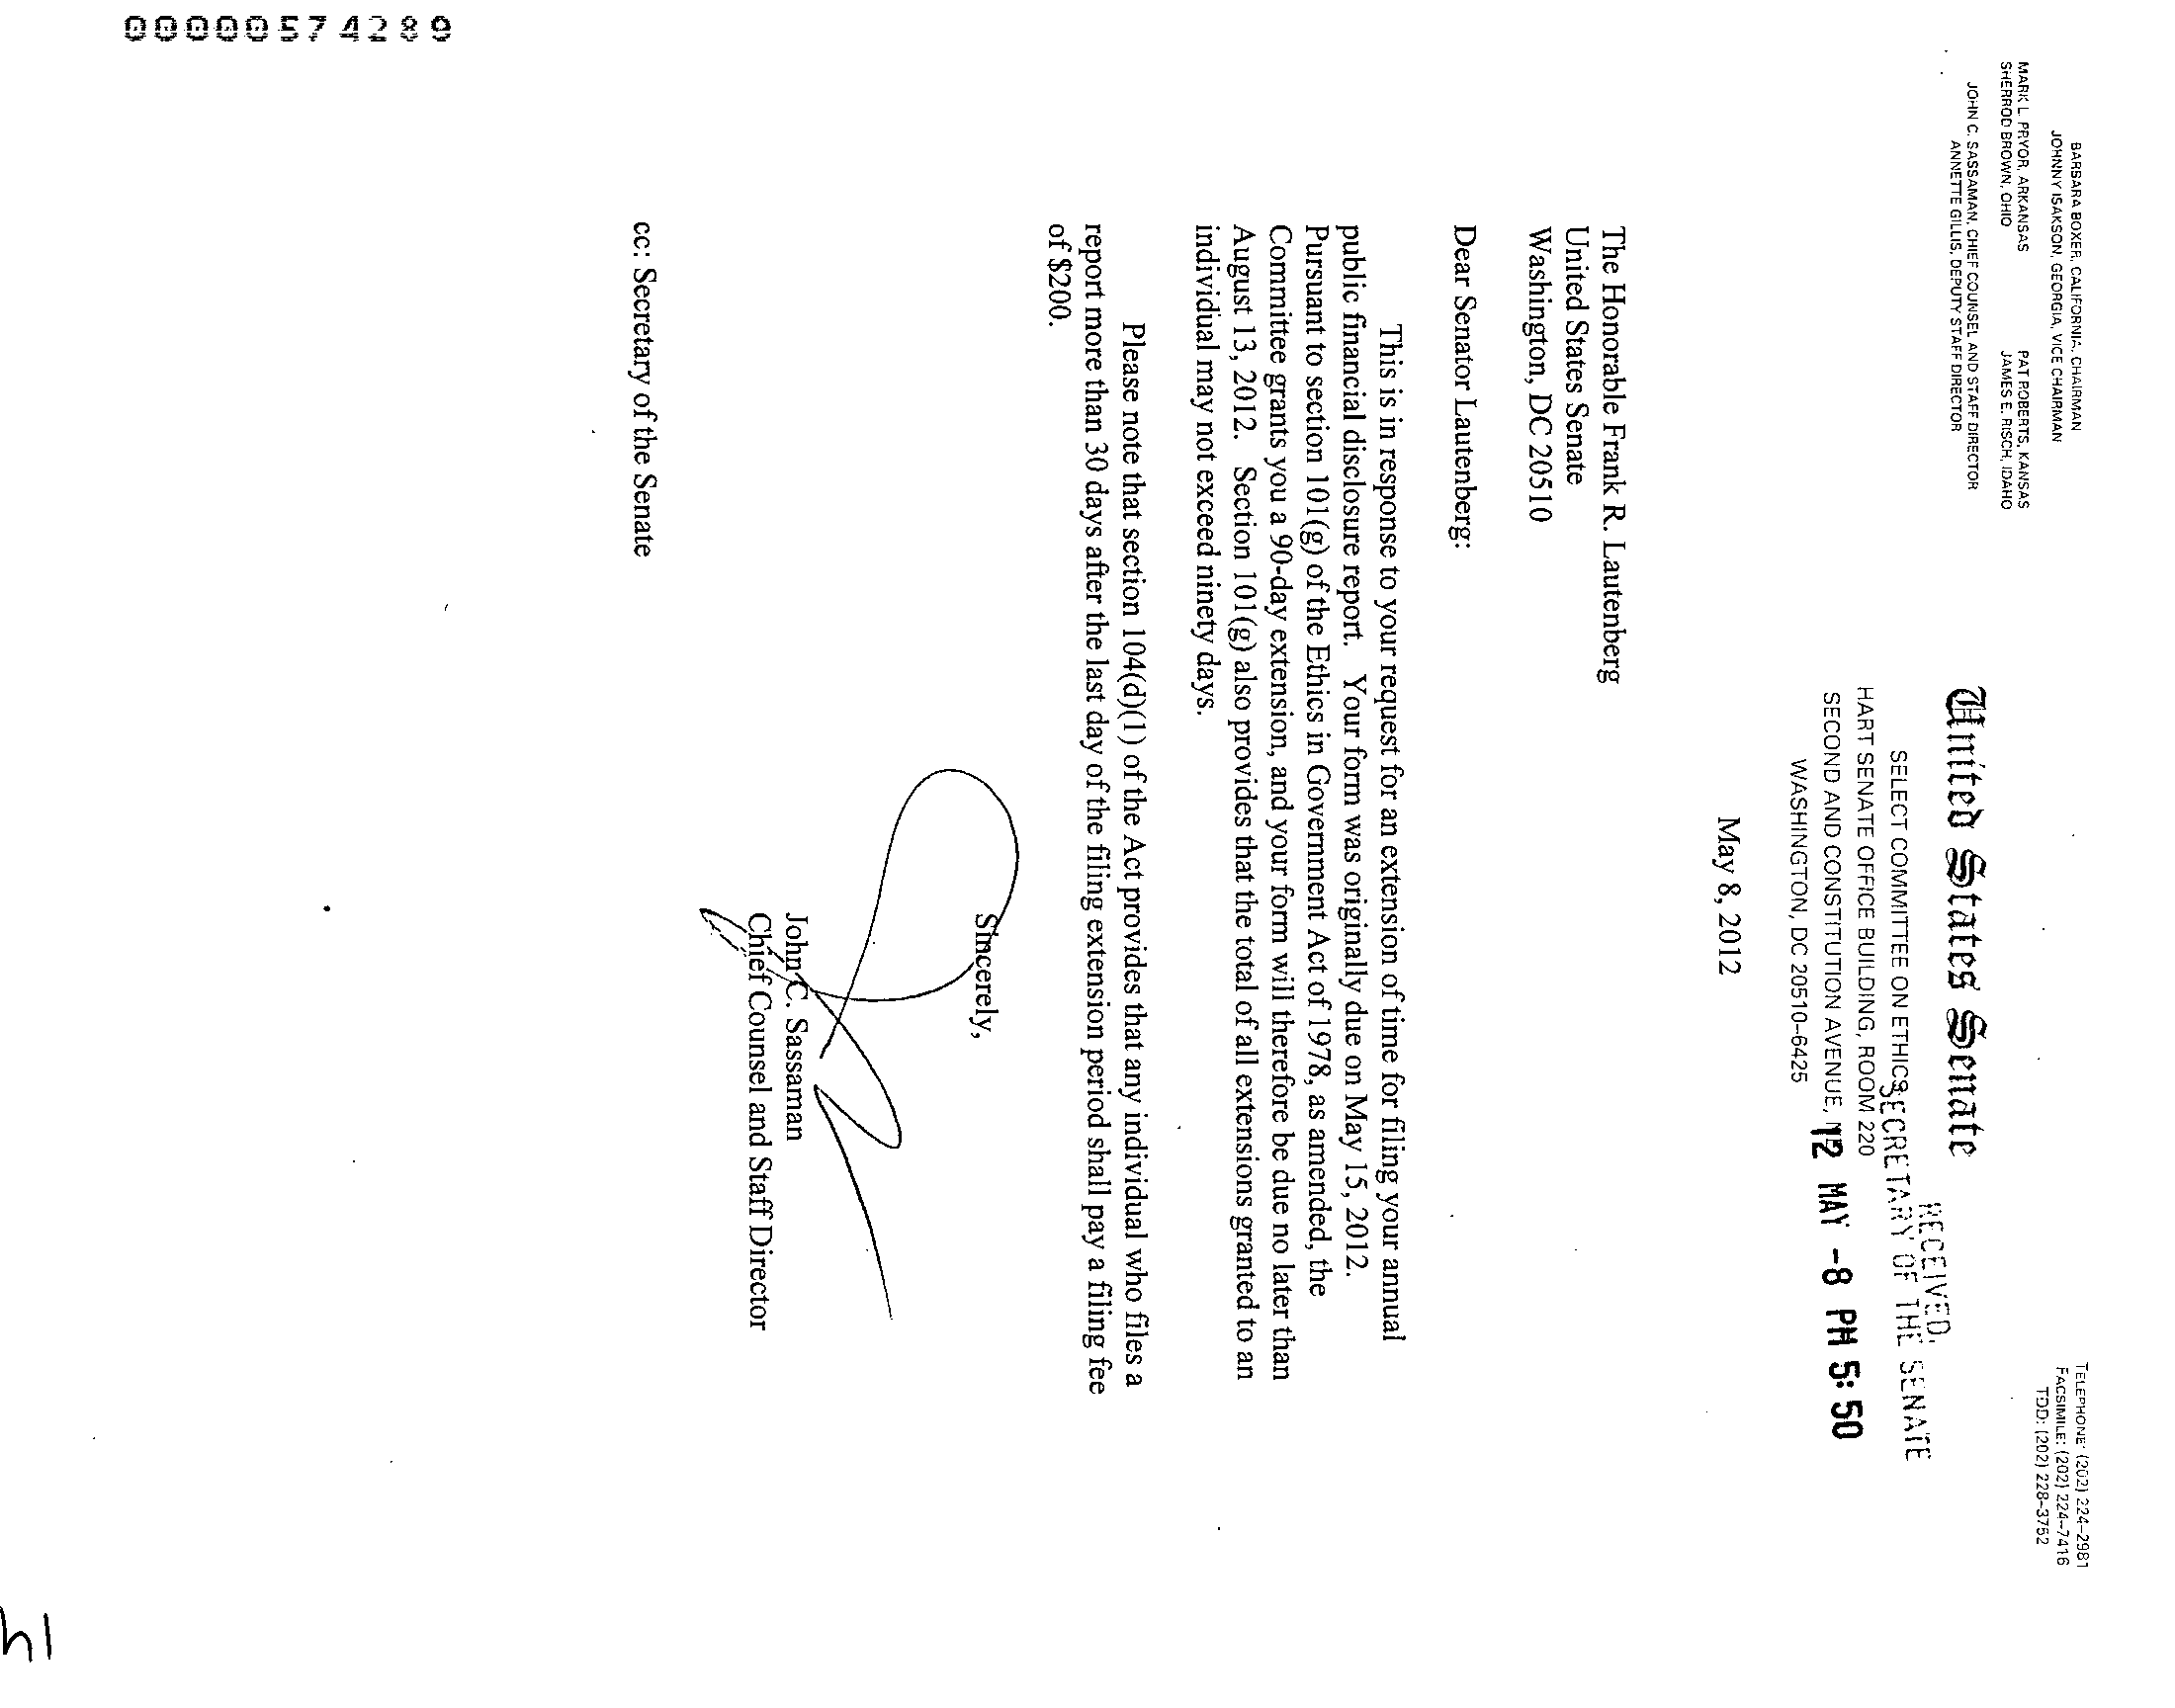 BARBARA BOXER, CALIFORNIA, CHAIRMAN
JOHNNY ISAKSON, GEORGIA, VICE CHAIRMAN
MARK L. PRYOR, ARKANSAS PAT ROBERTS, KANSAS
SHERROD BROWN, OHIO JAMES E. RISCH, IDAHO
JOHN C. SASSAMAN, CHIEF COUNSEL AND STAFF DIRECTOR
ANNETTE GILLIS, DEPUTY STAFF DIRECTOR
TELEPHONE: (202) 224-2981
FACSIMILE: (202) 224-7416
TDD: (202) 228-3752
United States Senate
SELECT COMMITTEE ON ETHICS
HART SENATE OFFICE BUILDING, ROOM 220
SECOND AND CONSTITUTION AVENUE,
WASHINGTON, DC 20510-6425
RECEIVED
SECRETARY OF THE SENATE
12 MAY -8 PM 5:50
May 8, 2012
The Honorable Frank R. Lautenberg
United States Senate
Washington, DC 20510
Dear Senator Lautenberg:
This is in response to your request for an extension of time for filing your annual
public financial disclosure report. Your form was originally due on May 15, 2012.
Pursuant to section 101(g) of the Ethics in Government Act of 1978, as amended, the
Committee grants you a 90-day extension, and your form will therefore be due no later than
August 13, 2012. Section 101(g) also provides that the total of all extensions granted to an
individual may not exceed ninety days.
Please note that section 104(d)(1) of the Act provides that any individual who files a
report more than 30 days after the last day of the filing extension period shall pay a filing fee
of $200.
Sincerely,
John C. Sassaman
Chief Counsel and Staff Director
cc: Secretary of the Senate
00000574289